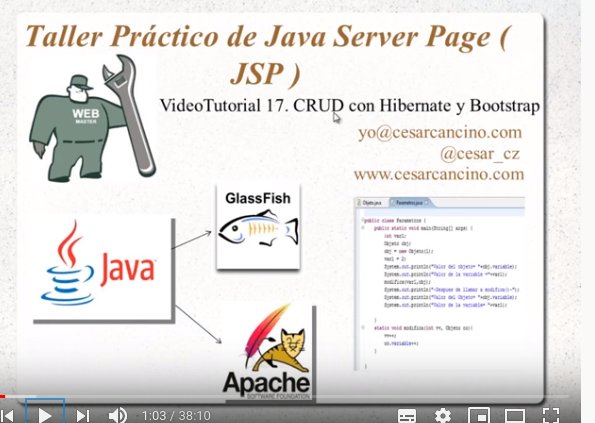 Taller Práctico de Java Server Page (
JSP )
VideoTutorial 17. CRUD con Hibernate y Bootstrap
yo@cesarcancino.com
@cesar_cz
www.cesarcancino.com
WEB
MASTER
GlassFish
Java
Apache
SOFTWARE FOUNDATION
Objeto.java Parametros.java
public class Parametros {
public static void main(String[] args) {
int var1;
Objeto obj;
obj = new Objeto(1);
var1 = 2;
System.out.println("Valor del objeto= "+obj.variable);
System.out.println("Valor de la variable ="+var1);
modifico(var1,obj);
System.out.println("-Despues de llamar a modifico()-");
System.out.println("Valor del Objeto= "+obj.variable);
System.out.println("Valor de la variable= "+var1);
}
static void modifico(int vv, Objeto oo){
vv++;
oo.variable++;
}
}
1:03 / 38:10